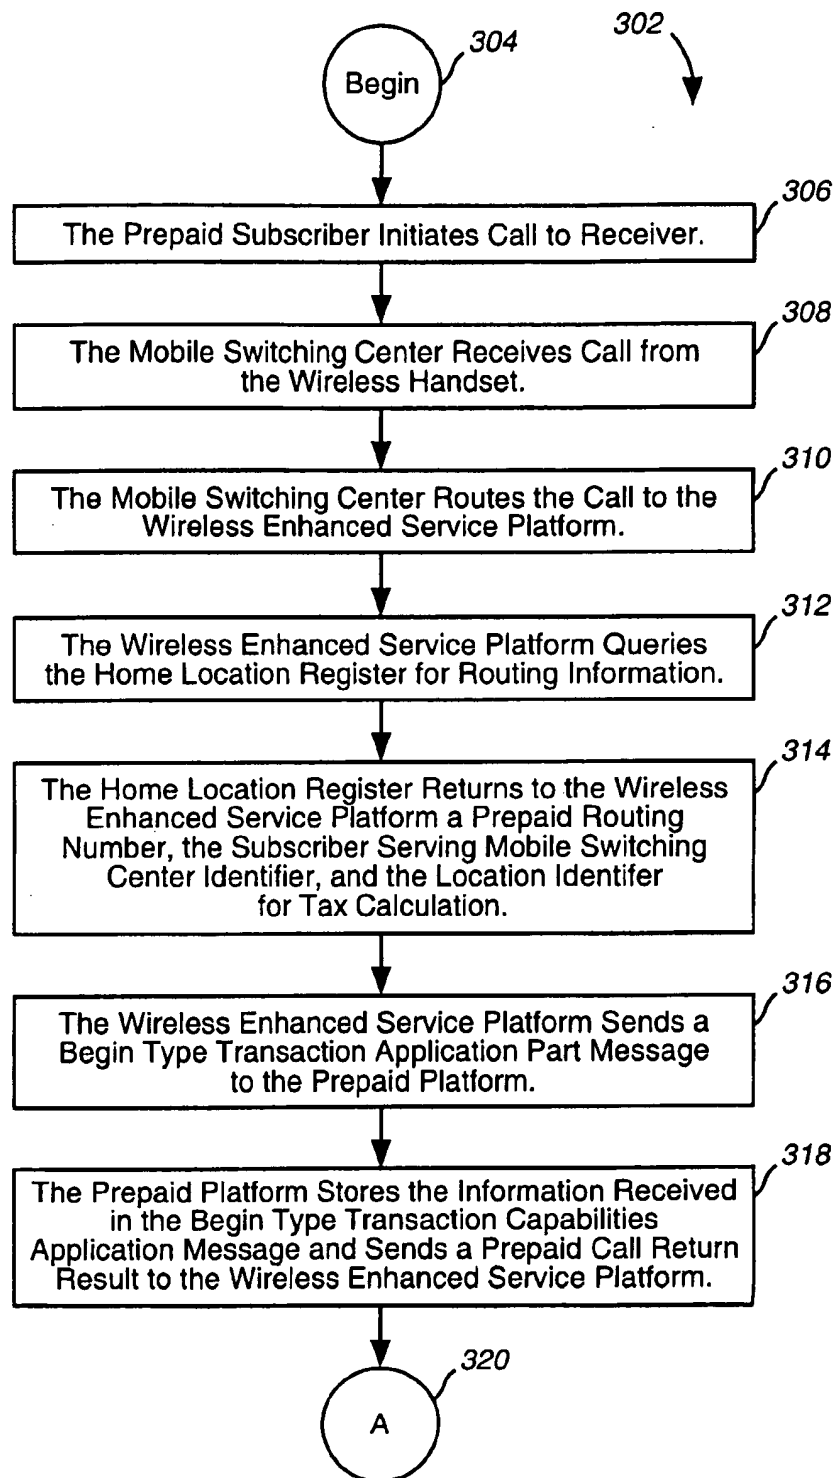 302
304
Begin
306
The Prepaid Subscriber Initiates Call to Receiver.
308
The Mobile Switching Center Receives Call from
the Wireless Handset.
310
The Mobile Switching Center Routes the Call to the
Wireless Enhanced Service Platform.
312
The Wireless Enhanced Service Platform Queries
the Home Location Register for Routing Information.
314
The Home Location Register Returns to the Wireless
Enhanced Service Platform a Prepaid Routing
Number, the Subscriber Serving Mobile Switching
Center Identifier, and the Location Identifer
for Tax Calculation.
316
The Wireless Enhanced Service Platform Sends a
Begin Type Transaction Application Part Message
to the Prepaid Platform.
318
The Prepaid Platform Stores the Information Received
in the Begin Type Transaction Capabilities
Application Message and Sends a Prepaid Call Return
Result to the Wireless Enhanced Service Platform.
320
A